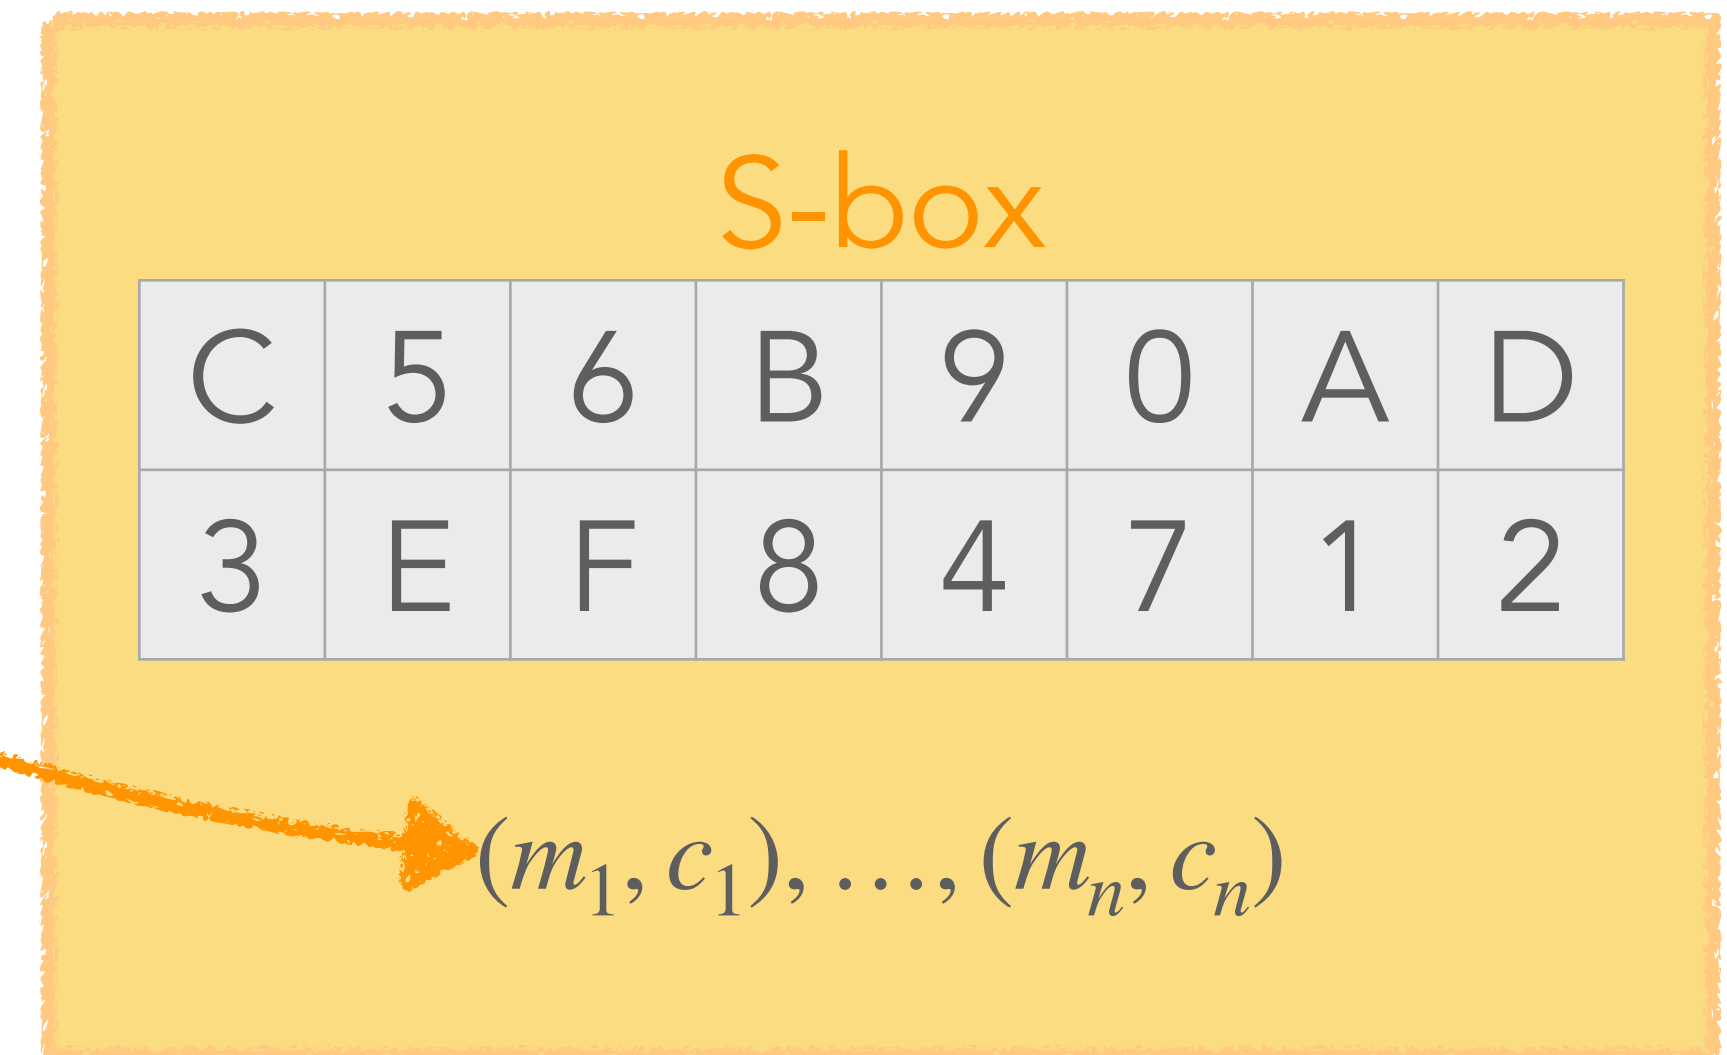 S-box
C 5 6 B 9 0 A D
3 E F 8 4 7 1 2
(m₁, c₁), …, (mₙ, cₙ)